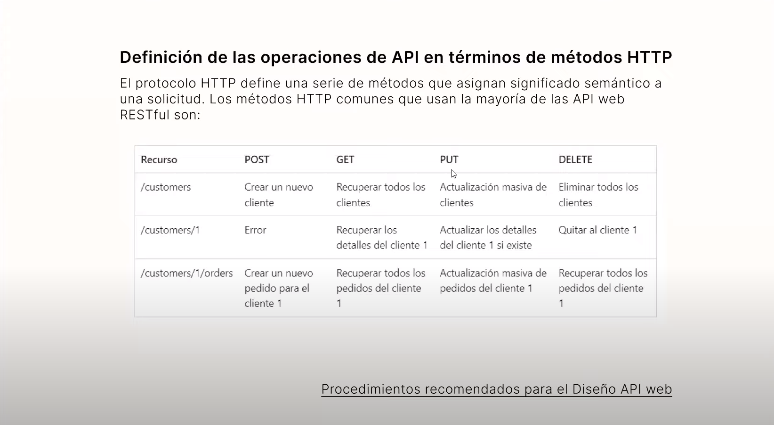 Definición de las operaciones de API en términos de métodos HTTP
El protocolo HTTP define una serie de métodos que asignan significado semántico a
una solicitud. Los métodos HTTP comunes que usan la mayoría de las API web
RESTful son:
Recurso POST GET PUT DELETE
/customers Crear un nuevo Recuperar todos los Actualización masiva de Eliminar todos los
cliente clientes clientes clientes
/customers/1 Error Recuperar los Actualizar los detalles Quitar al cliente 1
detalles del cliente 1 del cliente 1 si existe
/customers/1/orders Crear un nuevo Recuperar todos los Actualización masiva de Recuperar todos los
pedido para el pedidos del cliente pedidos del cliente 1 pedidos del cliente
cliente 1 1 1
Procedimientos recomendados para el Diseño API web